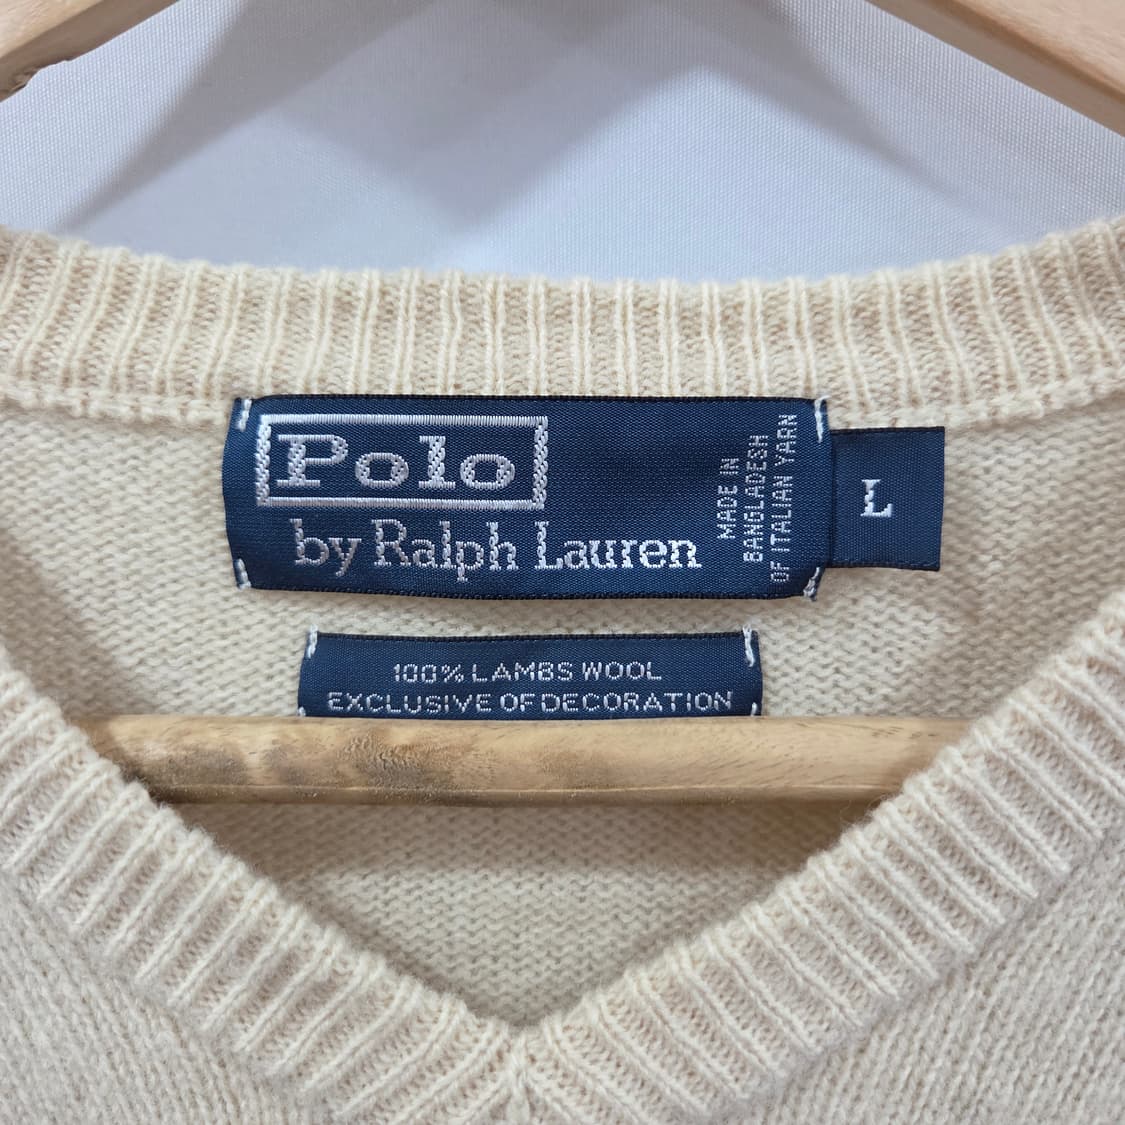 Polo
by Ralph Lauren
MADE IN
BANGLADESH
OF ITALIAN YARN
L
100% LAMBS WOOL
EXCLUSIVE OF DECORATION